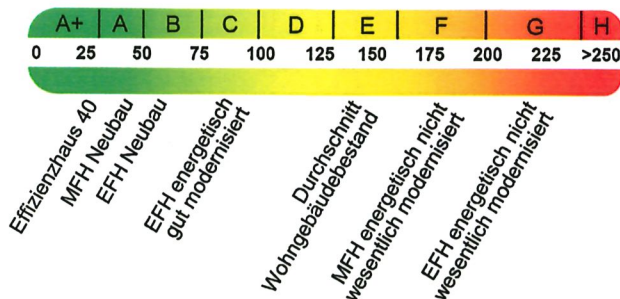 A+ A B C D E F G H
0 25 50 75 100 125 150 175 200 225 >250
Effizienzhaus 40
MFH Neubau
EFH Neubau
EFH energetisch
gut modernisiert
Durchschnitt
Wohngebäudebestand
MFH energetisch nicht
wesentlich modernisiert
EFH energetisch nicht
wesentlich modernisiert